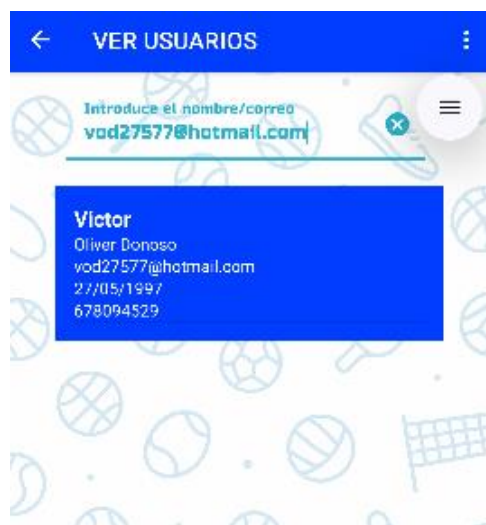 VER USUARIOS
Introduce el nombre/correo
vod27577@hotmail.com
Victor
Oliver Donoso
vod27577@hotmail.com
27/05/1997
678094529